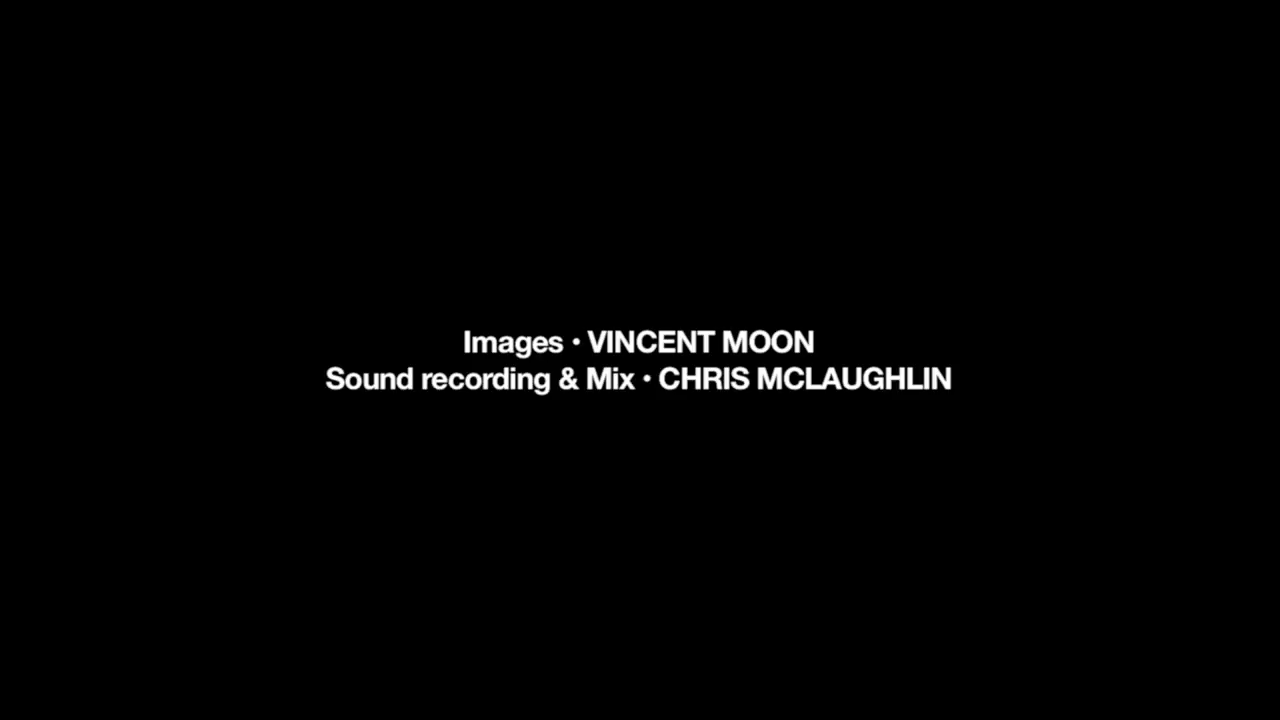 Images • VINCENT MOON
Sound recording & Mix • CHRIS MCLAUGHLIN